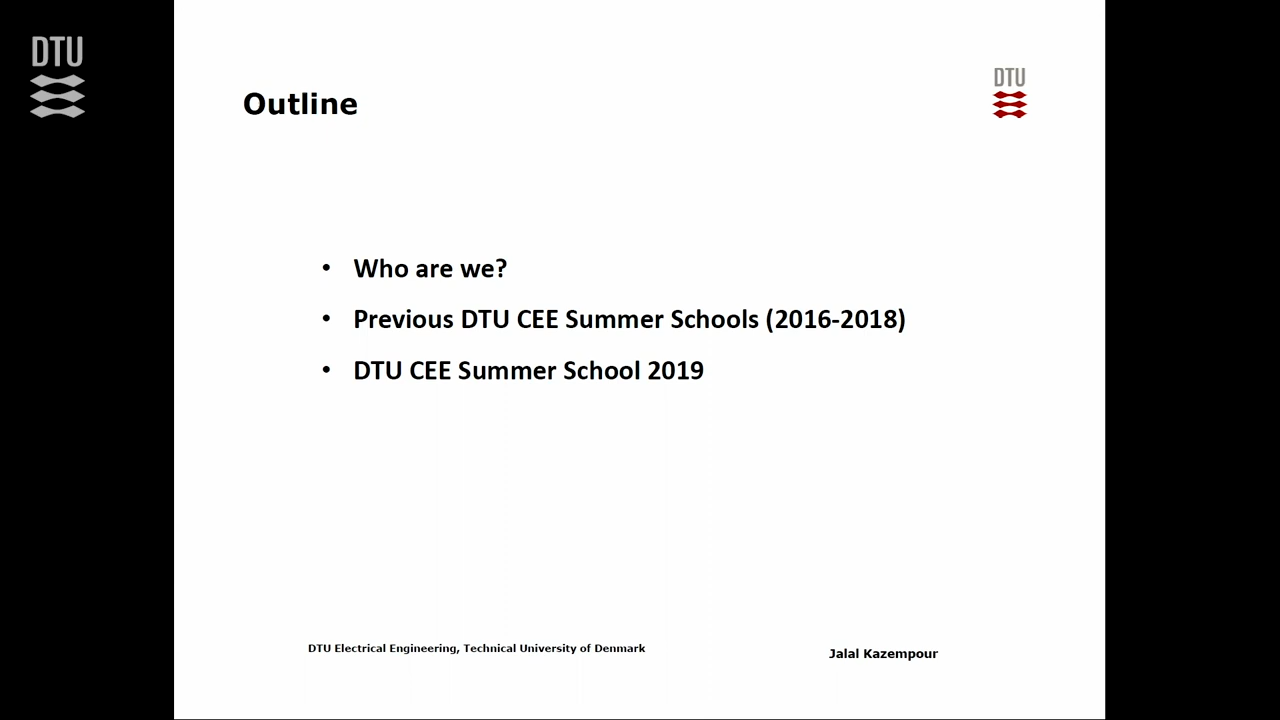 DTU
DTU
Outline
• Who are we?
• Previous DTU CEE Summer Schools (2016-2018)
• DTU CEE Summer School 2019
DTU Electrical Engineering, Technical University of Denmark
Jalal Kazempour